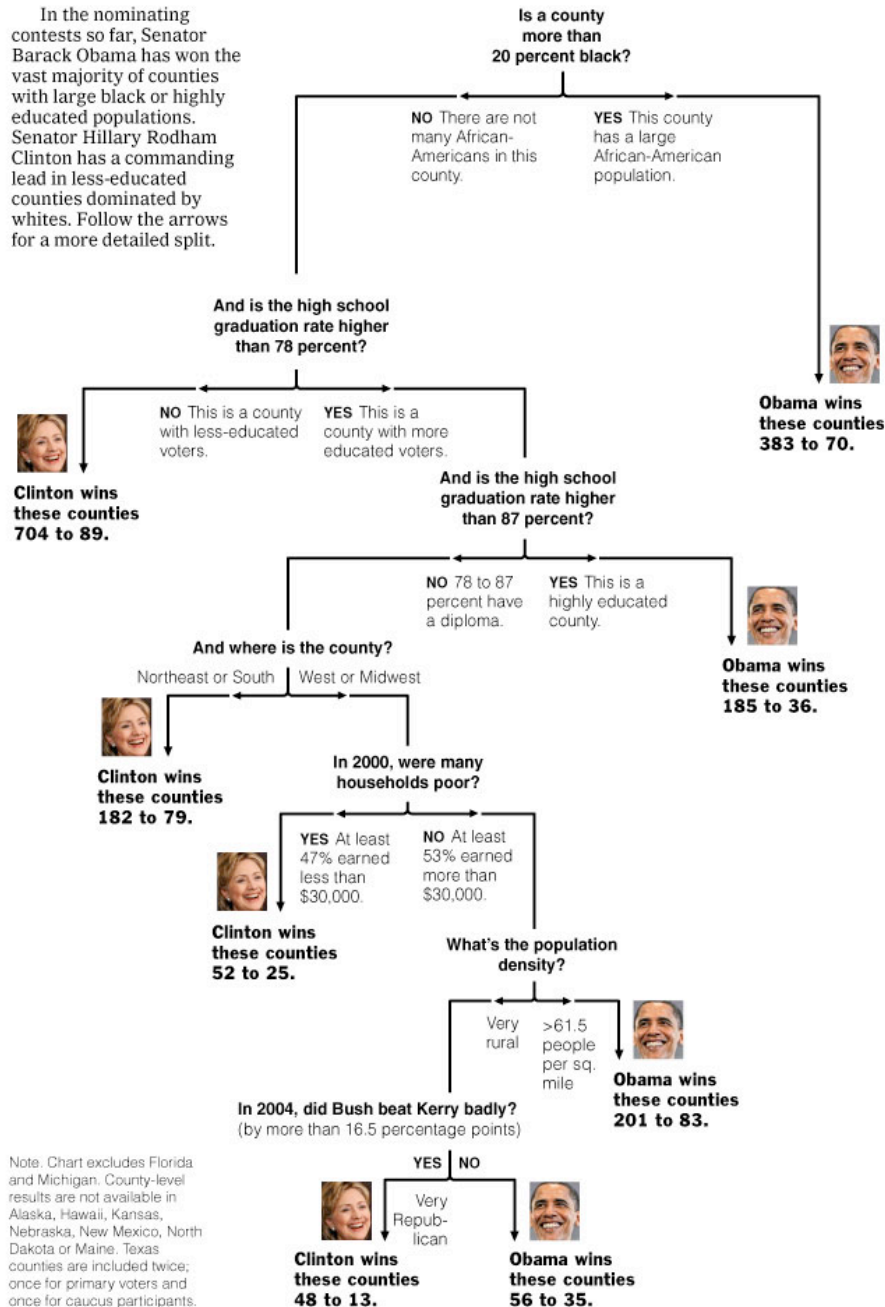 In the nominating
contests so far, Senator
Barack Obama has won the
vast majority of counties
with large black or highly
educated populations.
Senator Hillary Rodham
Clinton has a commanding
lead in less-educated
counties dominated by
whites. Follow the arrows
for a more detailed split.
Is a county
more than
20 percent black?
NO There are not
many African-
Americans in this
county.
YES This county
has a large
African-American
population.
And is the high school
graduation rate higher
than 78 percent?
Obama wins
these counties
383 to 70.
NO This is a county
with less-educated
voters.
YES This is a
county with more
educated voters.
Clinton wins
these counties
704 to 89.
And is the high school
graduation rate higher
than 87 percent?
NO 78 to 87
percent have
a diploma.
YES This is a
highly educated
county.
Obama wins
these counties
185 to 36.
And where is the county?
Northeast or South
West or Midwest
Clinton wins
these counties
182 to 79.
In 2000, were many
households poor?
YES At least
47% earned
less than
$30,000.
NO At least
53% earned
more than
$30,000.
Clinton wins
these counties
52 to 25.
What's the population
density?
Very
rural
>61.5
people
per sq.
mile
Obama wins
these counties
201 to 83.
In 2004, did Bush beat Kerry badly?
(by more than 16.5 percentage points)
YES
NO
Very
Repub-
lican
Clinton wins
these counties
48 to 13.
Obama wins
these counties
56 to 35.
Note. Chart excludes Florida
and Michigan. County-level
results are not available in
Alaska, Hawaii, Kansas,
Nebraska, New Mexico, North
Dakota or Maine. Texas
counties are included twice;
once for primary voters and
once for caucus participants.